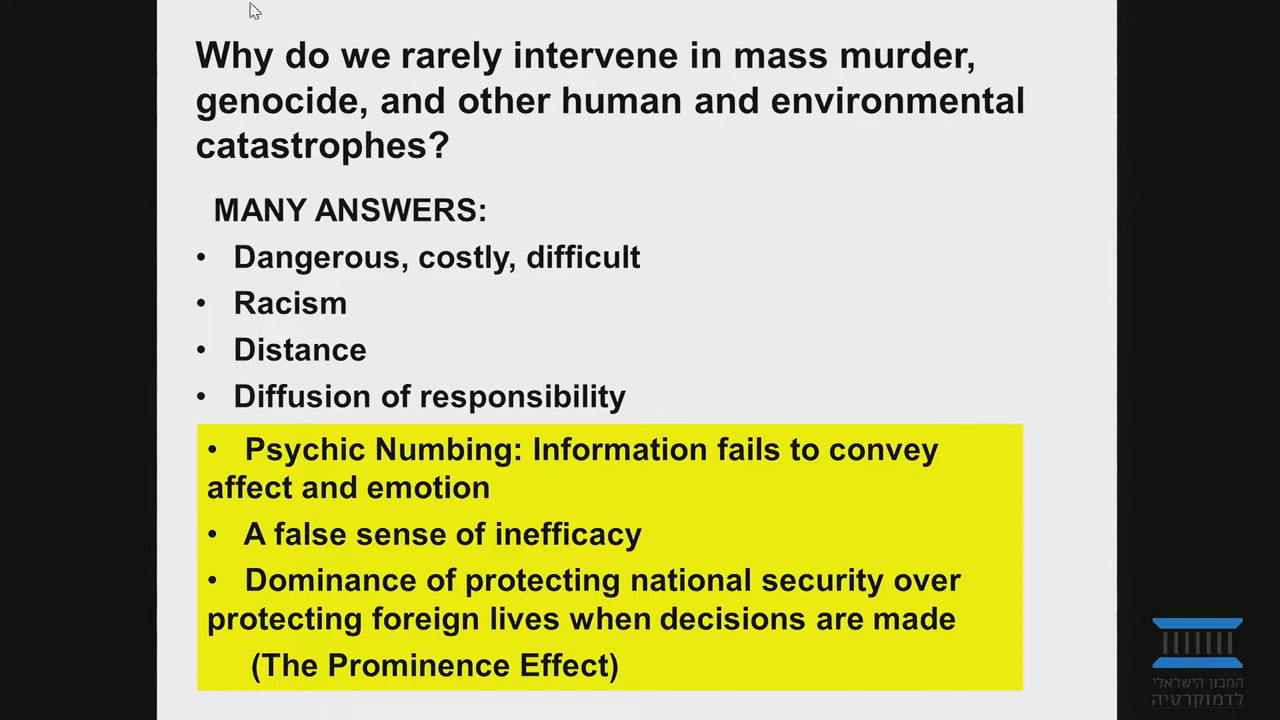 Why do we rarely intervene in mass murder,
genocide, and other human and environmental
catastrophes?
MANY ANSWERS:
• Dangerous, costly, difficult
• Racism
• Distance
• Diffusion of responsibility
• Psychic Numbing: Information fails to convey
affect and emotion
• A false sense of inefficacy
• Dominance of protecting national security over
protecting foreign lives when decisions are made
(The Prominence Effect)
המכון הישראלי
לדמוקרטיה